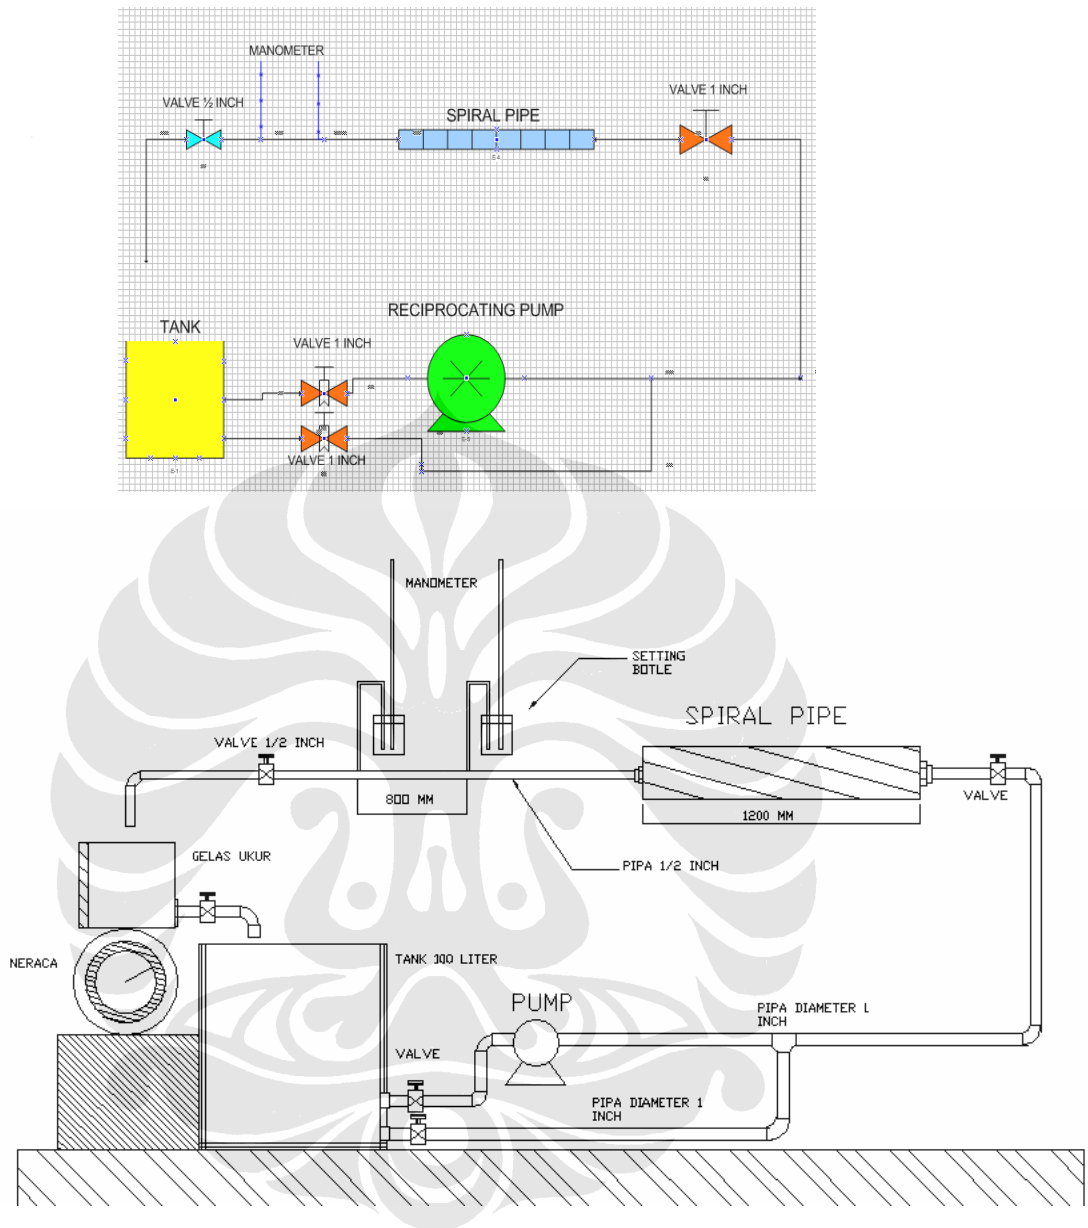 MANOMETER
VALVE ½ INCH
VALVE 1 INCH
SPIRAL PIPE
RECIPROCATING PUMP
TANK
VALVE 1 INCH
VALVE 1 INCH
MANOMETER
SETTING
BOTLE
SPIRAL PIPE
VALVE 1/2 INCH
VALVE
800 MM
1200 MM
GELAS UKUR
PIPA 1/2 INCH
NERACA
TANK 100 LITER
PUMP
PIPA DIAMETER L
INCH
VALVE
PIPA DIAMETER 1
INCH